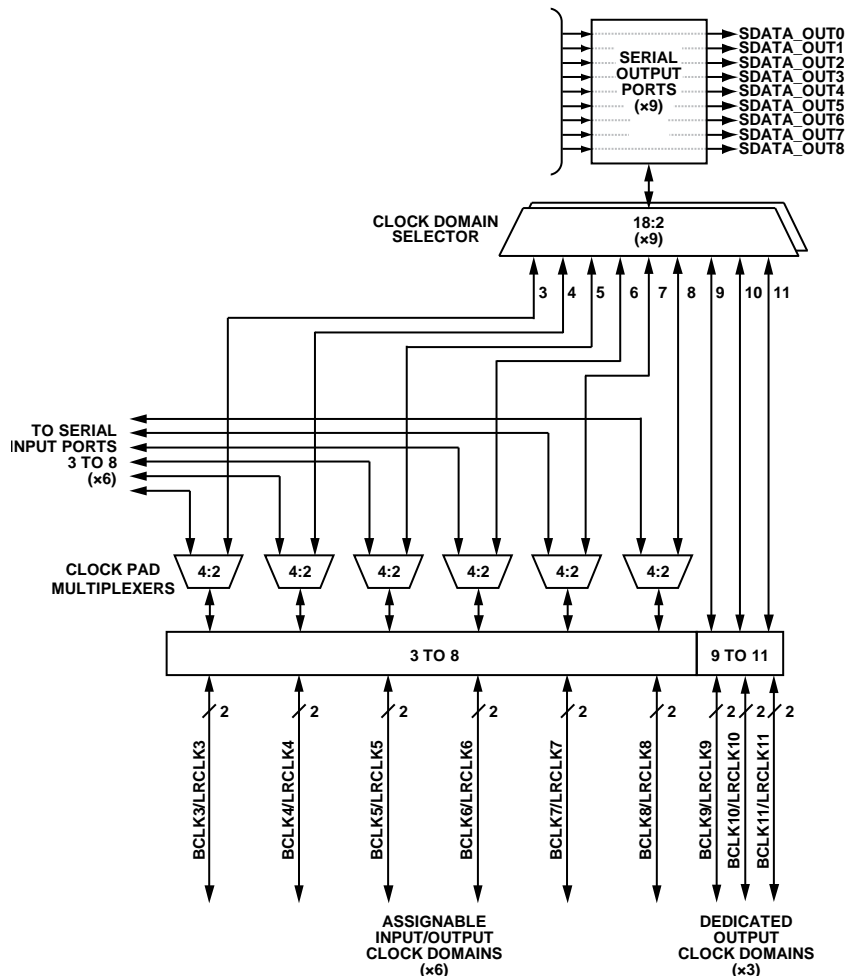 SDATA_OUT0
SDATA_OUT1
SDATA_OUT2
SDATA_OUT3
SDATA_OUT4
SDATA_OUT5
SDATA_OUT6
SDATA_OUT7
SDATA_OUT8
SERIAL
OUTPUT
PORTS
(×9)
CLOCK DOMAIN
SELECTOR
18:2
(×9)
3 4 5 6 7 8 9 10 11
TO SERIAL
INPUT PORTS
3 TO 8
(×6)
CLOCK PAD
MULTIPLEXERS
4:2 4:2 4:2 4:2 4:2 4:2
3 TO 8 9 TO 11
2 2 2 2 2 2 2 2 2
BCLK3/LRCLK3
BCLK4/LRCLK4
BCLK5/LRCLK5
BCLK6/LRCLK6
BCLK7/LRCLK7
BCLK8/LRCLK8
BCLK9/LRCLK9
BCLK10/LRCLK10
BCLK11/LRCLK11
ASSIGNABLE
INPUT/OUTPUT
CLOCK DOMAINS
(×6)
DEDICATED
OUTPUT
CLOCK DOMAINS
(×3)